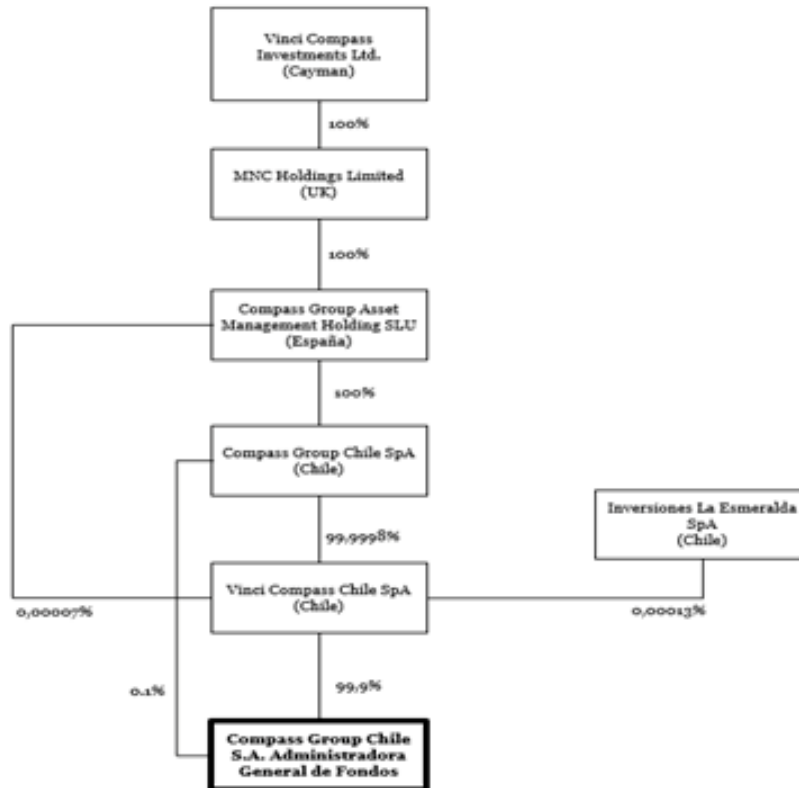 Vinci Compass
Investments Ltd.
(Cayman)
100%
MNC Holdings Limited
(UK)
100%
Compass Group Asset
Management Holding SLU
(España)
100%
Compass Group Chile SpA
(Chile)
Inversiones La Esmeralda
SpA
(Chile)
99,9998%
Vinci Compass Chile SpA
(Chile)
0,00007%
0,00013%
0.1%
99,9%
Compass Group Chile
S.A. Administradora
General de Fondos